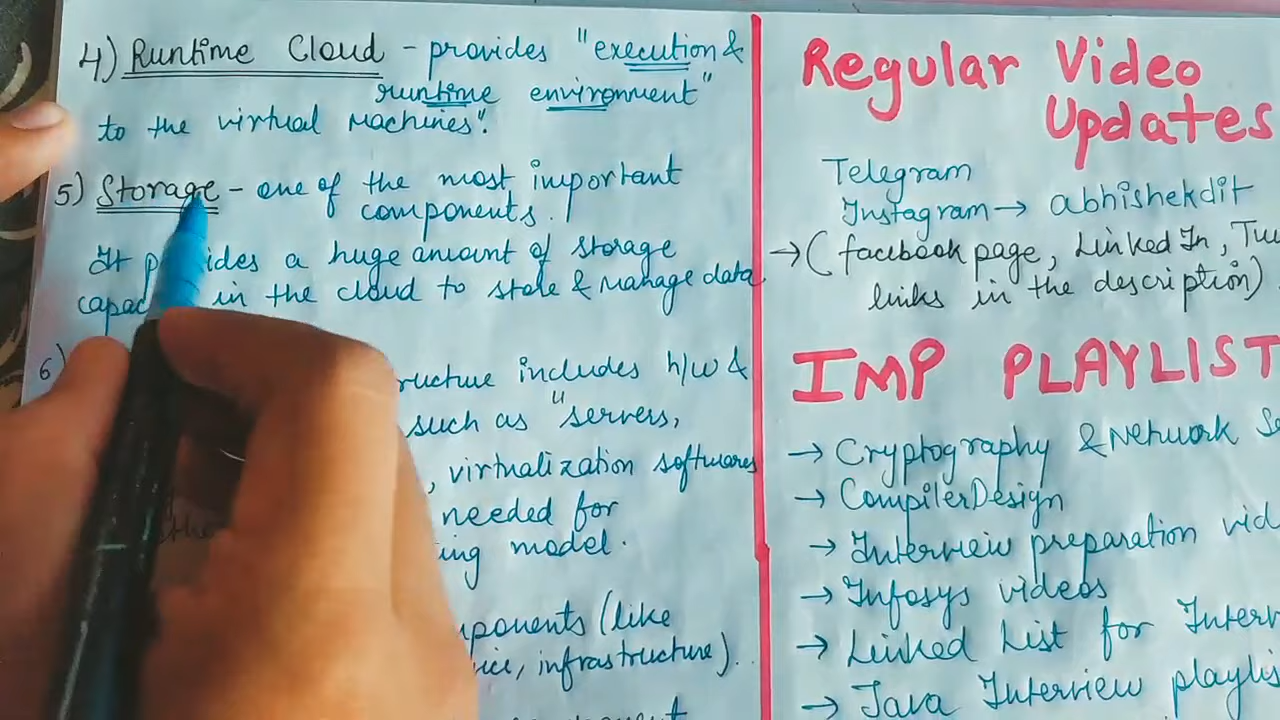 4) Runtime Cloud - provides "execution &
runtime environment"
to the virtual Machines".
5) Storage - one of the most important
components.
It provides a huge amount of storage
in the cloud to store & Manage data
6)
includes h/w &
such as "servers,
, virtualization softwares
needed for
model.
(like
, infrastructure).
Regular Video
Updates
Telegram
Instagram → abhishekdit
→ (facebook page, LinkedIn,
links in the description)
IMP PLAYLIST
→ Cryptography & Network
→ Compiler Design
→ Interview preparation
→ Infosys videos
→ Linked List for
→ Java Interview